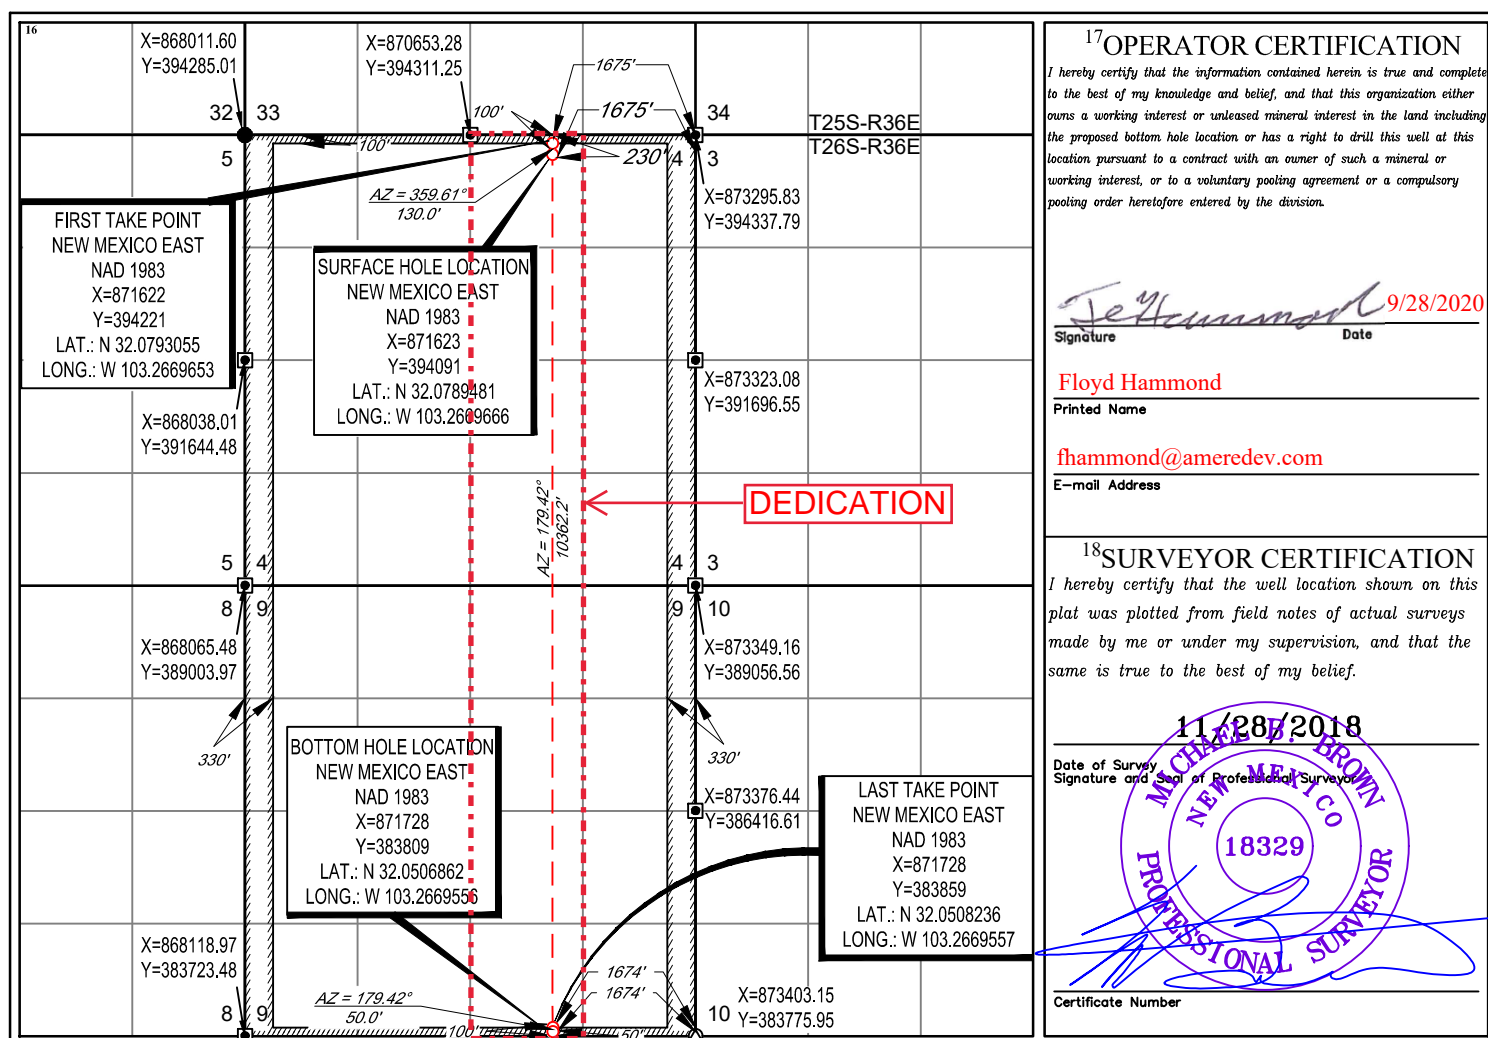 16
X=868011.60
Y=394285.01
X=870653.28
Y=394311.25
1675'
100'
1675'
32 33
34
T25S-R36E
T26S-R36E
5
100'
230'
4 3
AZ = 359.61°
130.0'
X=873295.83
Y=394337.79
FIRST TAKE POINT
NEW MEXICO EAST
NAD 1983
X=871622
Y=394221
LAT.: N 32.0793055
LONG.: W 103.2669653
SURFACE HOLE LOCATION
NEW MEXICO EAST
NAD 1983
X=871623
Y=394091
LAT.: N 32.0789481
LONG.: W 103.2669666
X=868038.01
Y=391644.48
X=873323.08
Y=391696.55
DEDICATION
AZ = 179.42°
10362.2'
5 4
4 3
8 9
9 10
X=868065.48
Y=389003.97
X=873349.16
Y=389056.56
330'
330'
BOTTOM HOLE LOCATION
NEW MEXICO EAST
NAD 1983
X=871728
Y=383809
LAT.: N 32.0506862
LONG.: W 103.2669556
X=873376.44
Y=386416.61
LAST TAKE POINT
NEW MEXICO EAST
NAD 1983
X=871728
Y=383859
LAT.: N 32.0508236
LONG.: W 103.2669557
X=868118.97
Y=383723.48
1674'
1674'
AZ = 179.42°
50.0'
X=873403.15
Y=383775.95
8 9
10
100'
50'
17OPERATOR CERTIFICATION
I hereby certify that the information contained herein is true and complete
to the best of my knowledge and belief, and that this organization either
owns a working interest or unleased mineral interest in the land including
the proposed bottom hole location or has a right to drill this well at this
location pursuant to a contract with an owner of such a mineral or
working interest, or to a voluntary pooling agreement or a compulsory
pooling order heretofore entered by the division.
9/28/2020
Signature Date
Floyd Hammond
Printed Name
fhammond@ameredev.com
E-mail Address
18SURVEYOR CERTIFICATION
I hereby certify that the well location shown on this
plat was plotted from field notes of actual surveys
made by me or under my supervision, and that the
same is true to the best of my belief.
11/28/2018
Date of Survey
Signature and Seal of Professional Surveyor
MICHAEL B. BROWN
NEW MEXICO
18329
PROFESSIONAL SURVEYOR
Certificate Number